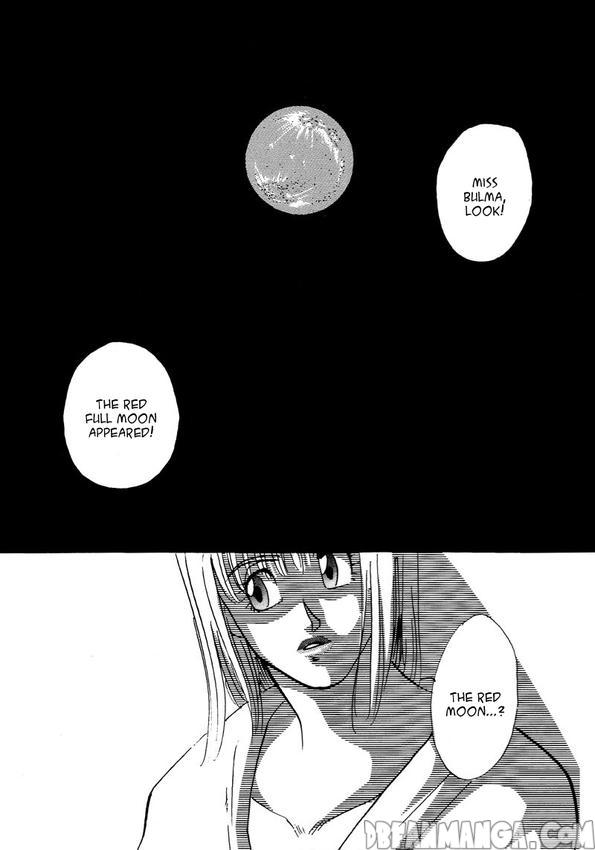 MISS
BULMA,
LOOK!
THE RED
FULL MOON
APPEARED!
THE RED
MOON...?
DBFANMANGA.COM